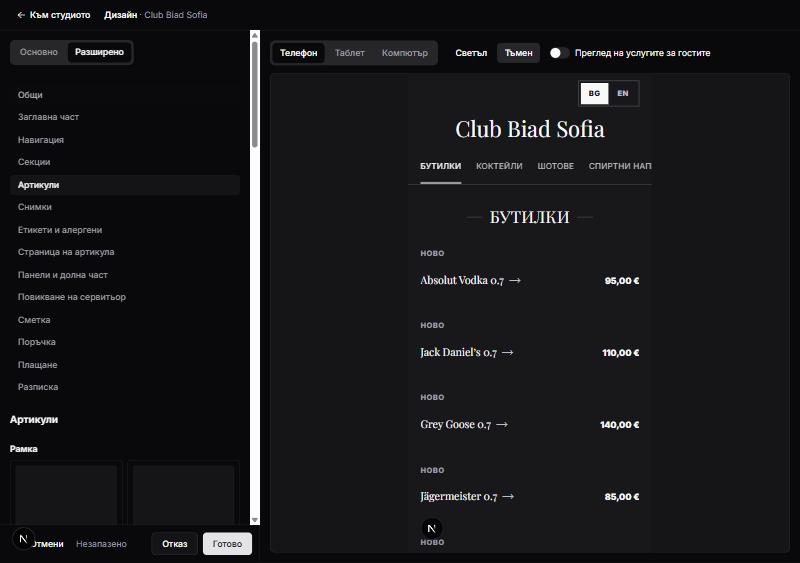 ← Към студиото Дизайн · Club Biad Sofia
Основно Разширено
Общи
Заглавна част
Навигация
Секции
Артикули
Снимки
Етикети и алергени
Страница на артикула
Панели и долна част
Повикване на сервитьор
Сметка
Поръчка
Плащане
Разписка
Артикули
Рамка
N тмени Незапазено Отказ Готово
Телефон Таблет Компютър Светъл Тъмен Преглед на услугите за гостите
BG EN
Club Biad Sofia
БУТИЛКИ КОКТЕЙЛИ ШОТОВЕ СПИРТНИ НАП
БУТИЛКИ
НОВО
Absolut Vodka 0.7 → 95,00 €
НОВО
Jack Daniel's 0.7 → 110,00 €
НОВО
Grey Goose 0.7 → 140,00 €
НОВО
Jägermeister 0.7 → 85,00 €
N
НОВО